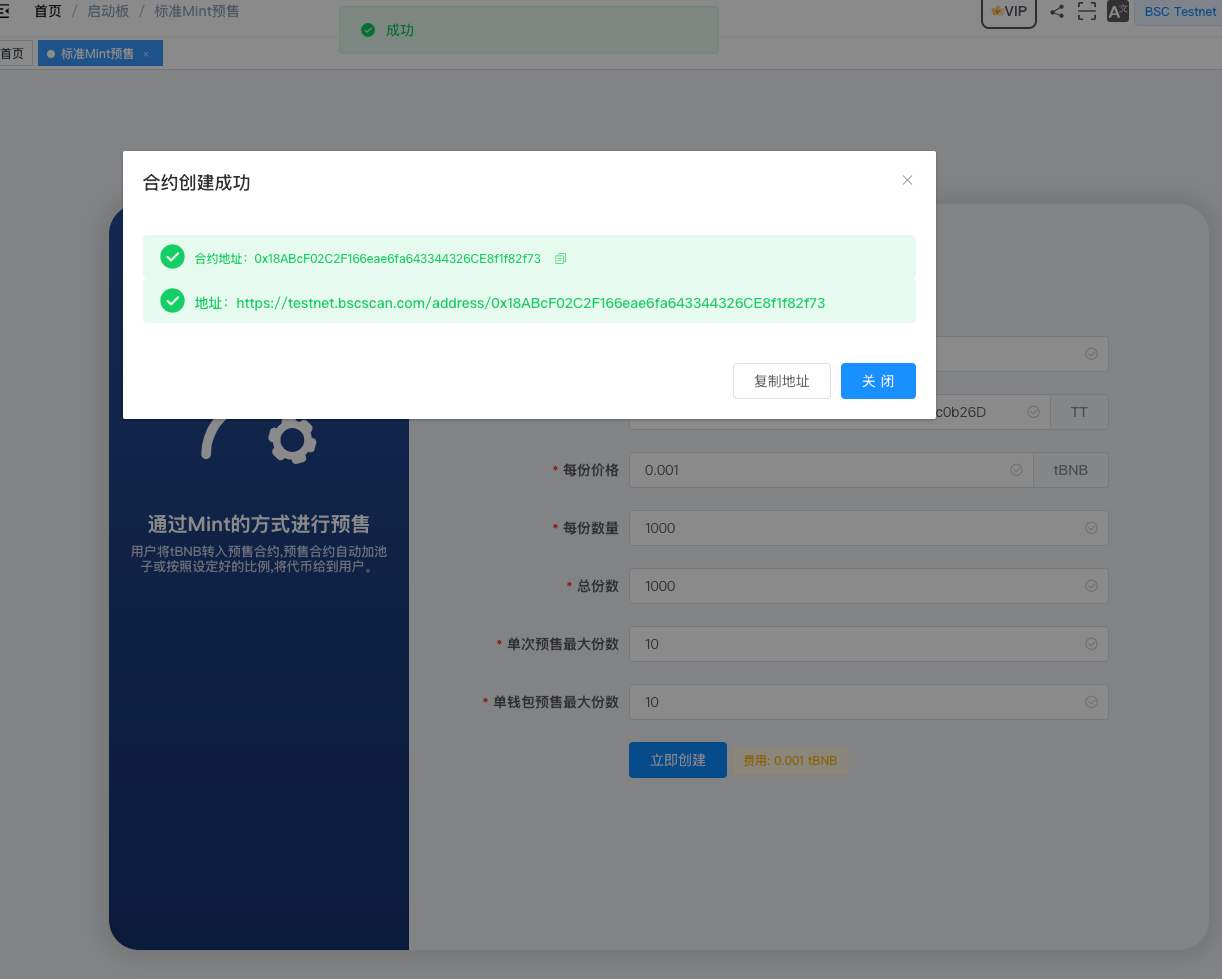 首页 / 启动板 / 标准Mint预售
成功
VIP
BSC Testnet
首页
标准Mint预售 ×
合约创建成功
合约地址：0x18ABcF02C2F166eae6fa643344326CE8f1f82f73
地址：https://testnet.bscscan.com/address/0x18ABcF02C2F166eae6fa643344326CE8f1f82f73
复制地址
关 闭
c0b26D
TT
* 每份价格
0.001
tBNB
* 每份数量
1000
* 总份数
1000
* 单次预售最大份数
10
* 单钱包预售最大份数
10
立即创建
费用: 0.001 tBNB
通过Mint的方式进行预售
用户将tBNB转入预售合约,预售合约自动加池
子或按照设定好的比例,将代币给到用户。